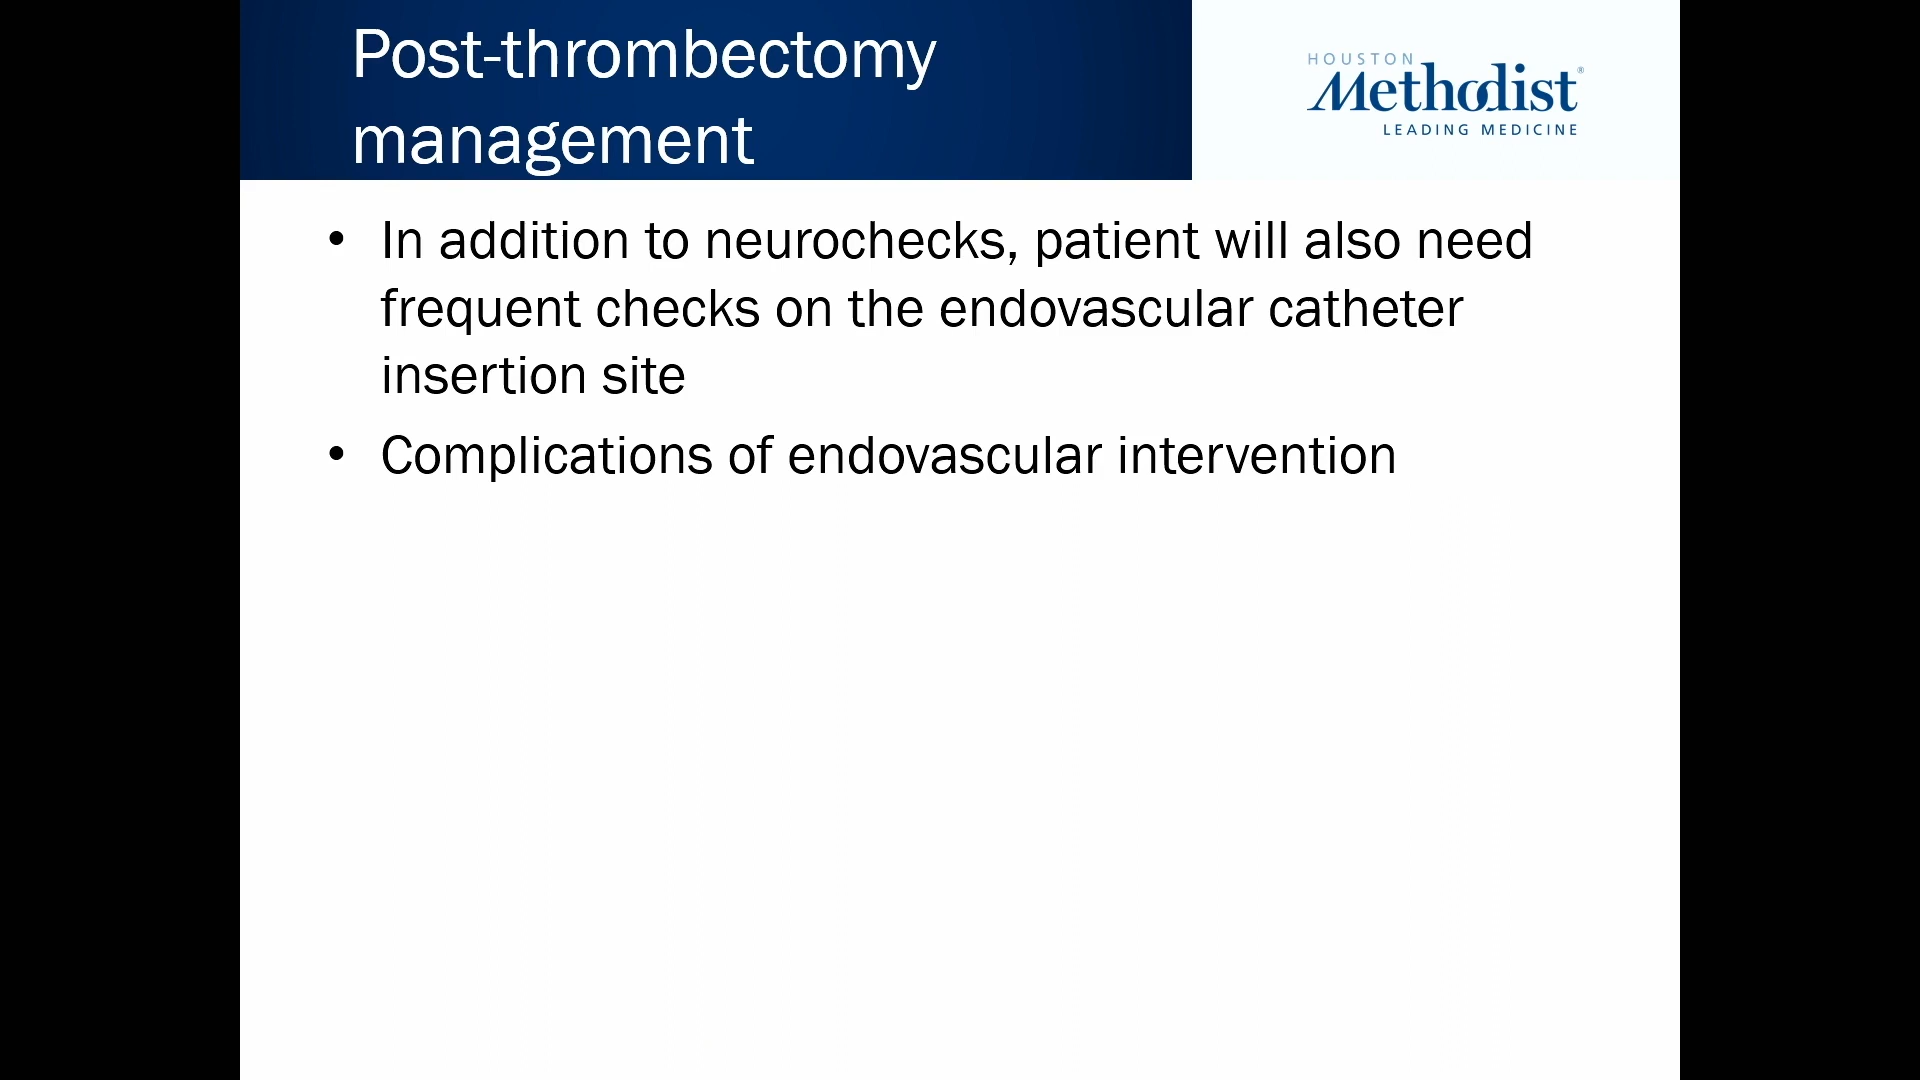 Post-thrombectomy
management
HOUSTON
Methodist®
LEADING MEDICINE
• In addition to neurochecks, patient will also need
frequent checks on the endovascular catheter
insertion site
• Complications of endovascular intervention